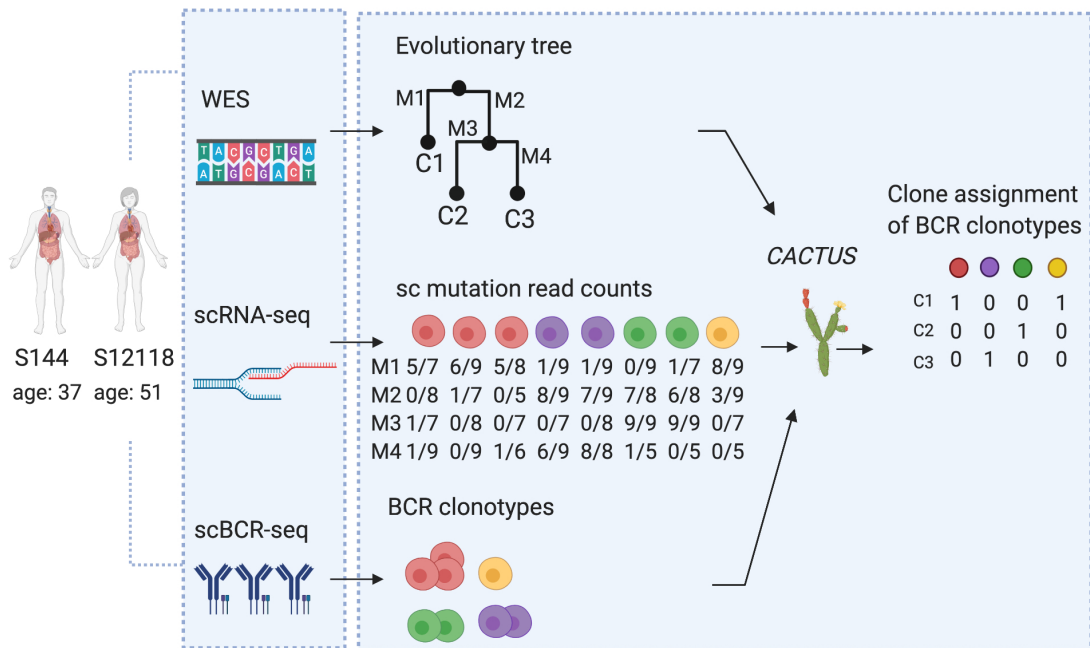 WES
T A C G C T G A
A T G C G A C T
S144 S12118
age: 37 age: 51
scRNA-seq
scBCR-seq
Evolutionary tree
M1 M2
M3
M4
C1
C2 C3
sc mutation read counts
M1 5/7 6/9 5/8 1/9 1/9 0/9 1/7 8/9
M2 0/8 1/7 0/5 8/9 7/9 7/8 6/8 3/9
M3 1/7 0/8 0/7 0/7 0/8 9/9 9/9 0/7
M4 1/9 0/9 1/6 6/9 8/8 1/5 0/5 0/5
BCR clonotypes
CACTUS
Clone assignment
of BCR clonotypes
C1 1 0 0 1
C2 0 0 1 0
C3 0 1 0 0